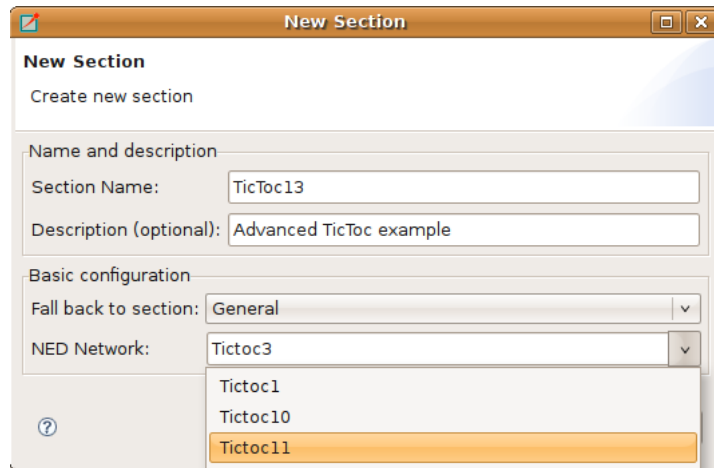 New Section
New Section
Create new section
Name and description
Section Name: TicToc13
Description (optional): Advanced TicToc example
Basic configuration
Fall back to section: General
NED Network: Tictoc3
Tictoc1
Tictoc10
Tictoc11
?